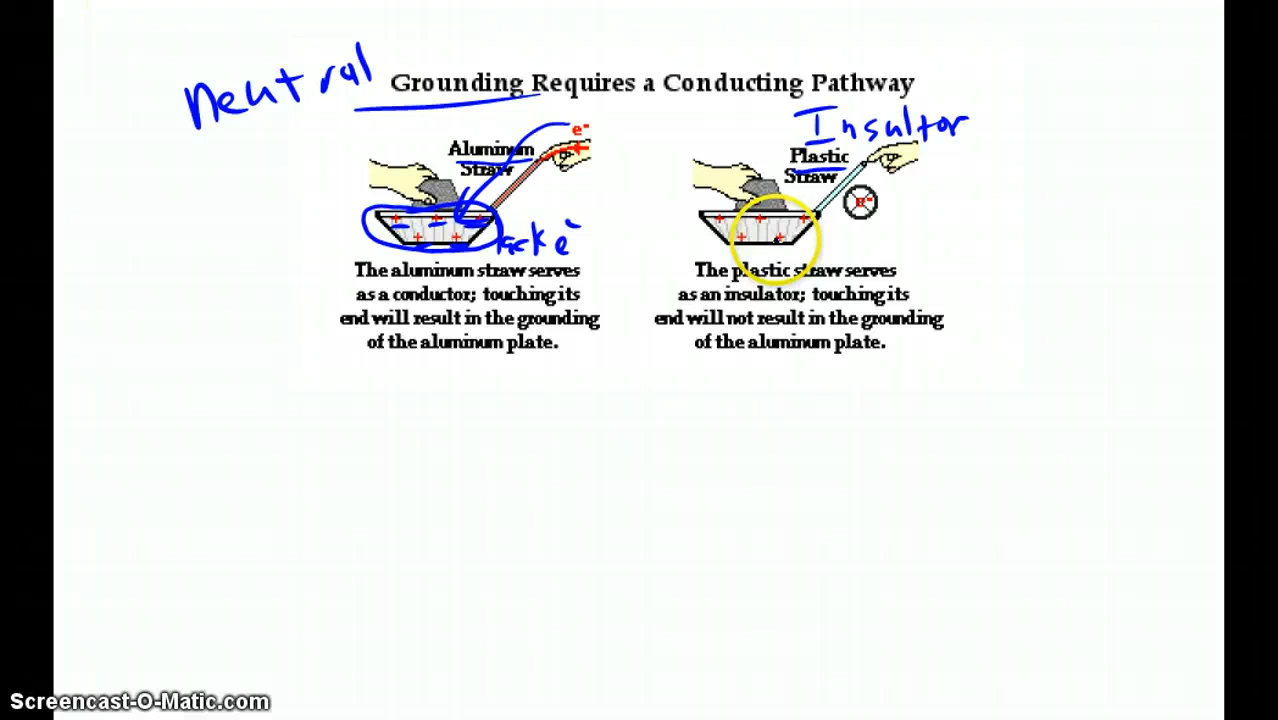 Neutral
Grounding Requires a Conducting Pathway
Insultor
e-
Aluminum
Straw
Plastic
Straw
e-
+ + +
- - -
+ +
+ + +
+ +
lack e-
The aluminum straw serves
as a conductor; touching its
end will result in the grounding
of the aluminum plate.
The plastic straw serves
as an insulator; touching its
end will not result in the grounding
of the aluminum plate.
Screencast-O-Matic.com